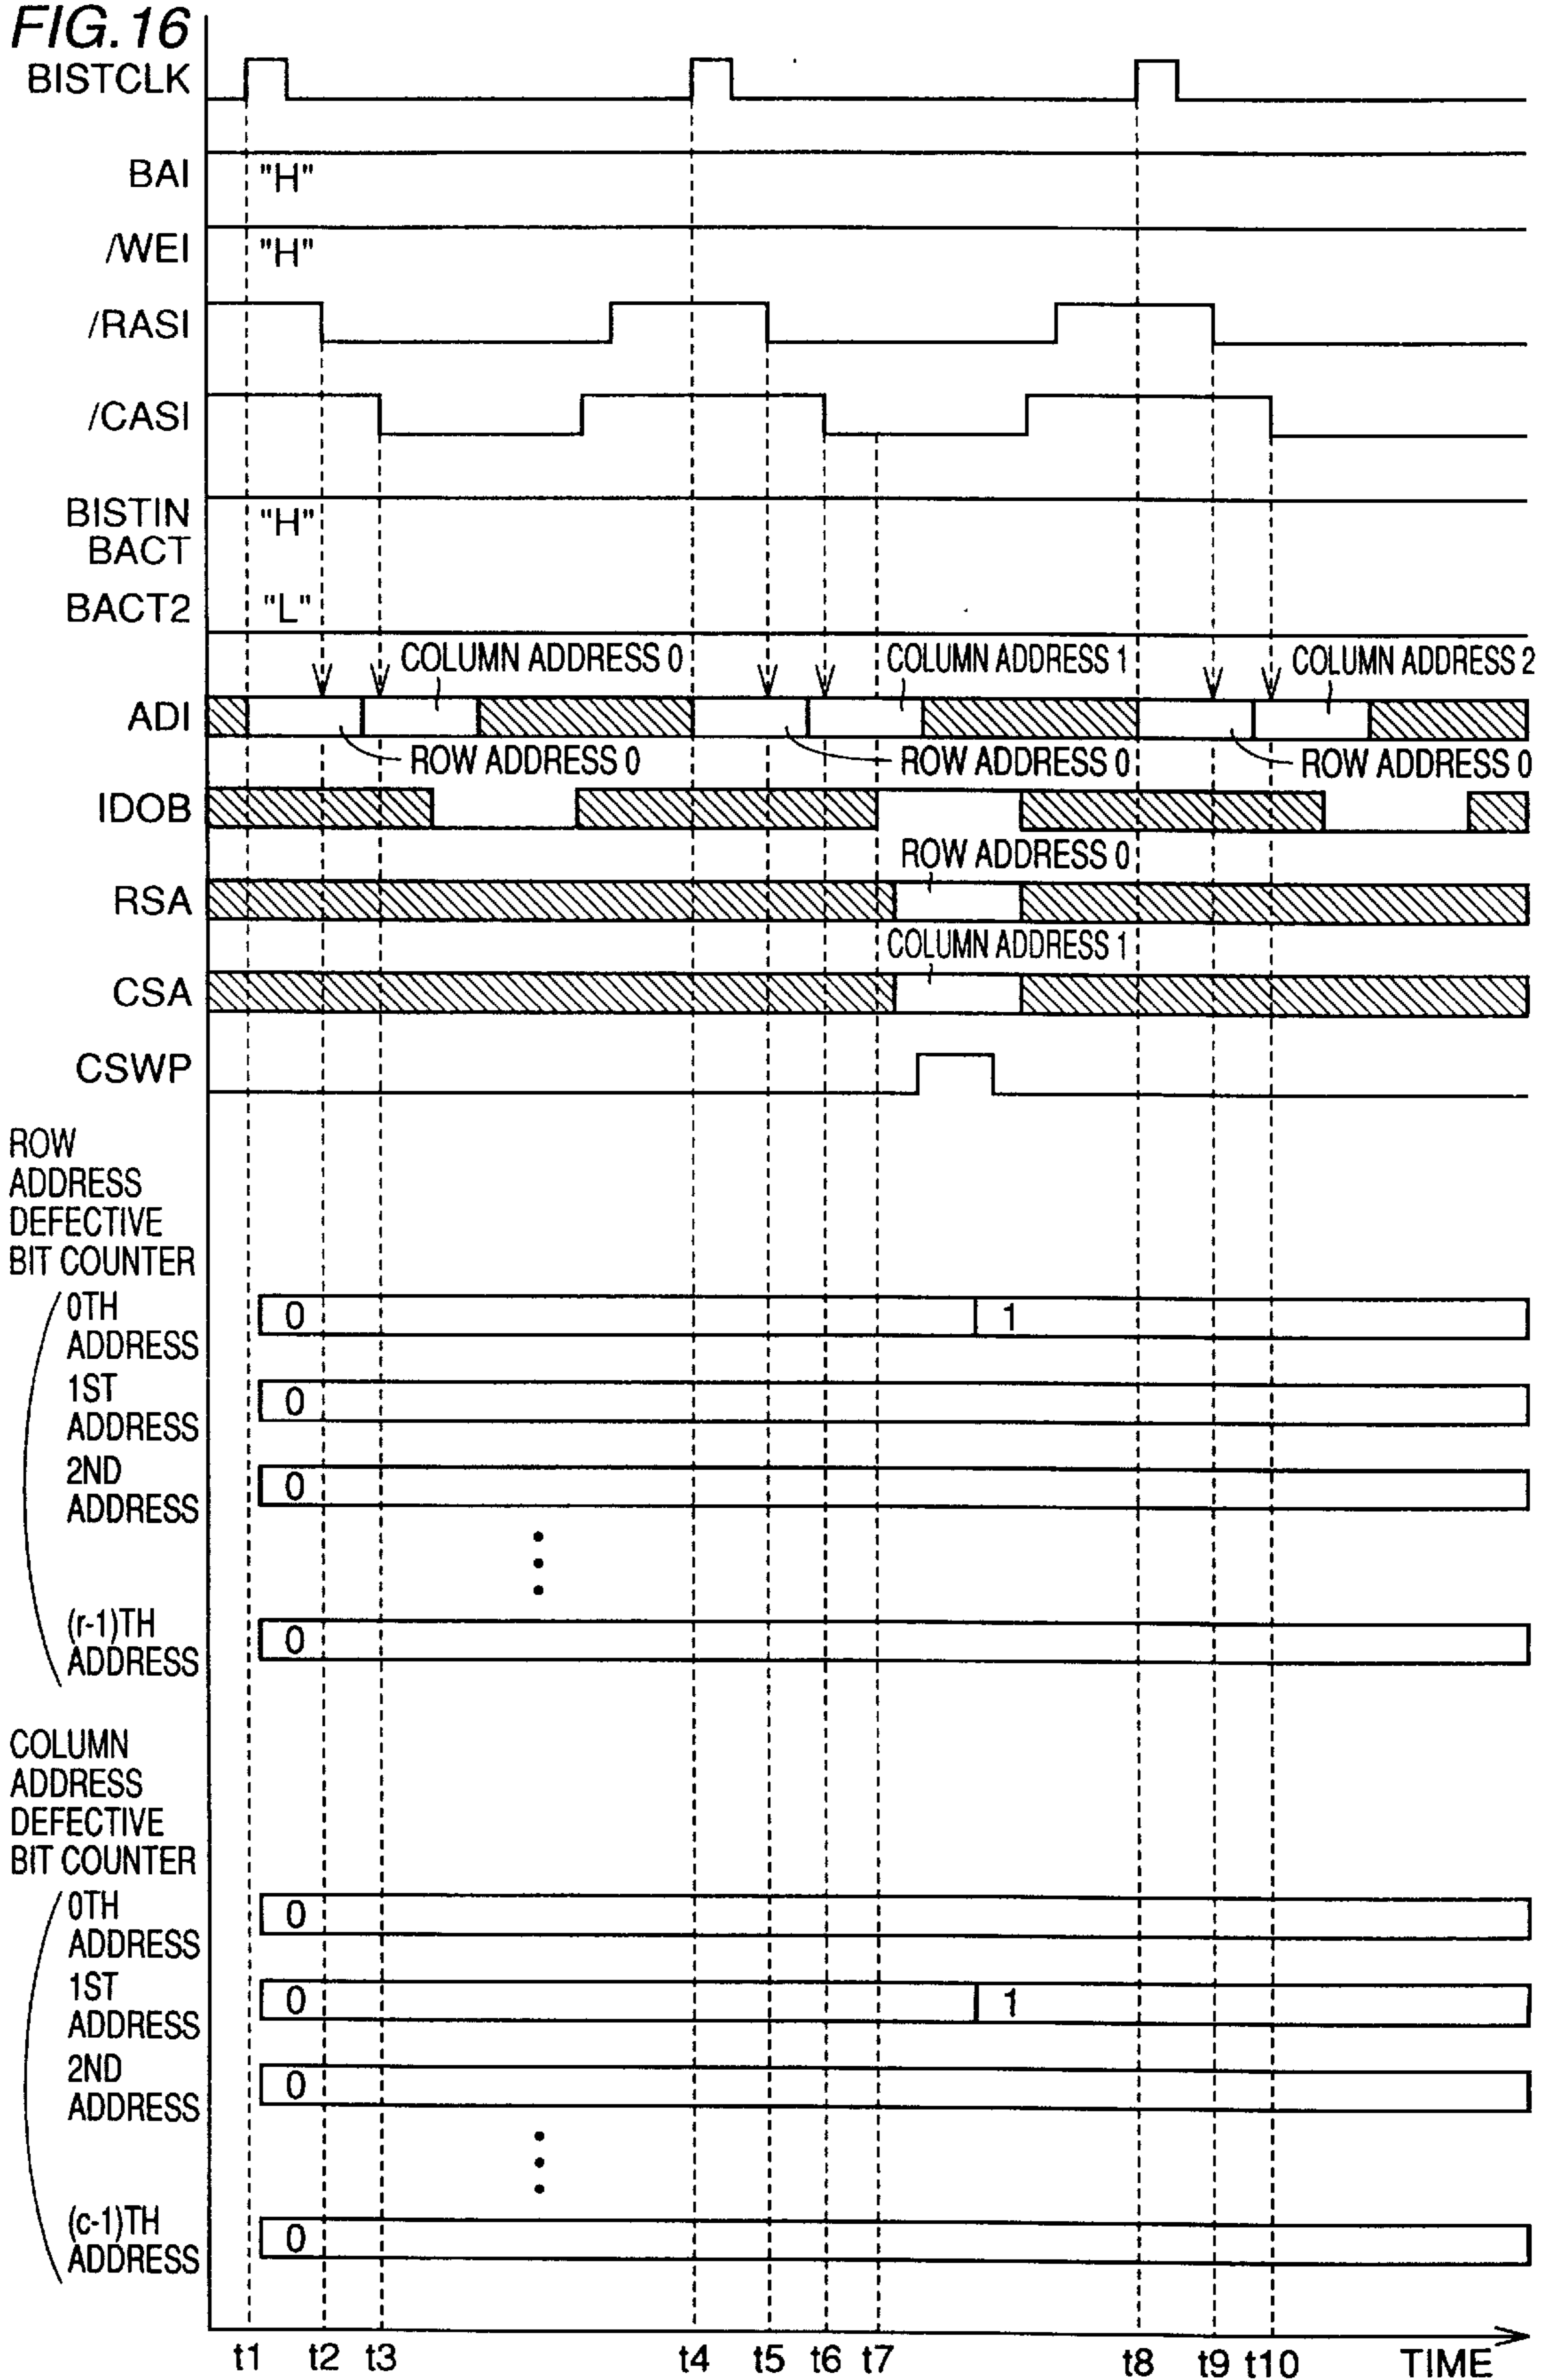 FIG.16
BISTCLK
BAI "H"
/WEI "H"
/RASI
/CASI
BISTIN "H"
BACT
BACT2 "L"
COLUMN ADDRESS 0 COLUMN ADDRESS 1 COLUMN ADDRESS 2
ADI
ROW ADDRESS 0 ROW ADDRESS 0 ROW ADDRESS 0
IDOB
ROW ADDRESS 0
RSA
COLUMN ADDRESS 1
CSA
CSWP
ROW
ADDRESS
DEFECTIVE
BIT COUNTER
0TH 0 1
ADDRESS
1ST 0
ADDRESS
2ND 0
ADDRESS
(r-1)TH 0
ADDRESS
COLUMN
ADDRESS
DEFECTIVE
BIT COUNTER
0TH 0
ADDRESS
1ST 0 1
ADDRESS
2ND 0
ADDRESS
(c-1)TH 0
ADDRESS
t1 t2 t3 t4 t5 t6 t7 t8 t9 t10 TIME